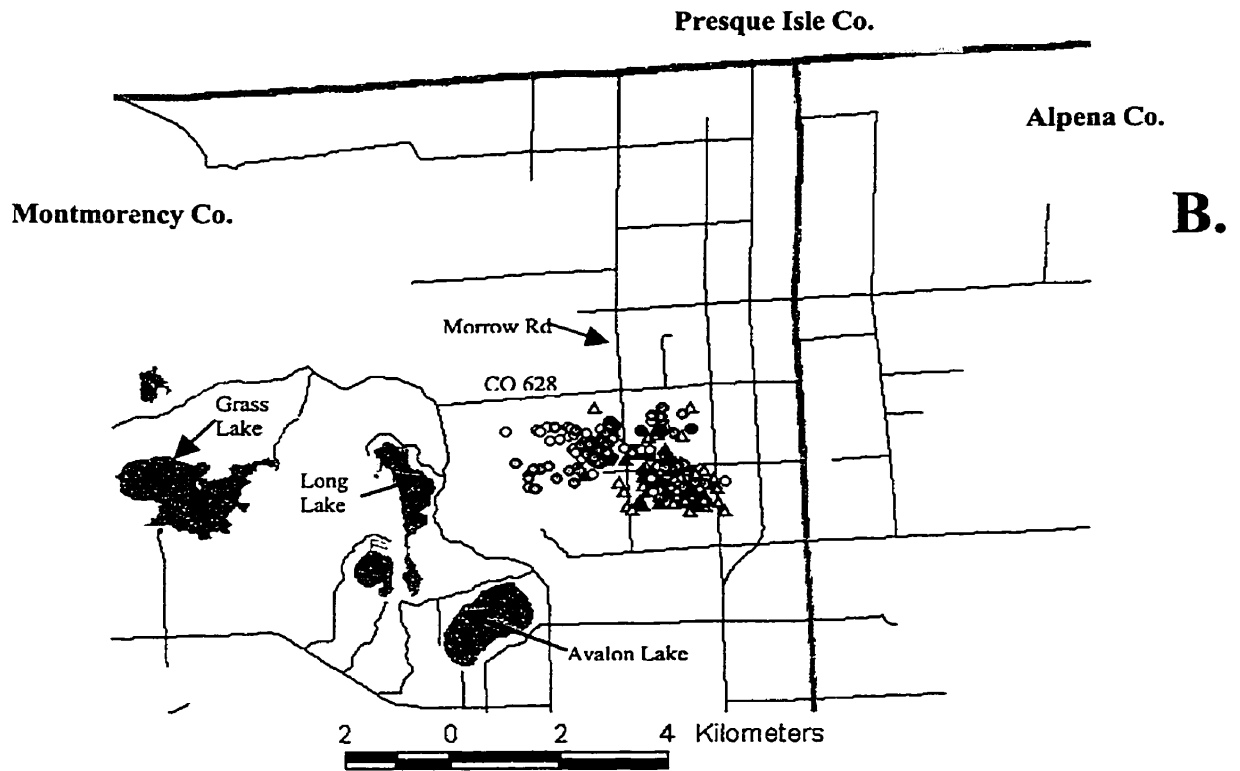 Presque Isle Co.
Alpena Co.
Montmorency Co.
B.
Morrow Rd
CO 628
Grass
Lake
Long
Lake
Avalon Lake
2 0 2 4 Kilometers